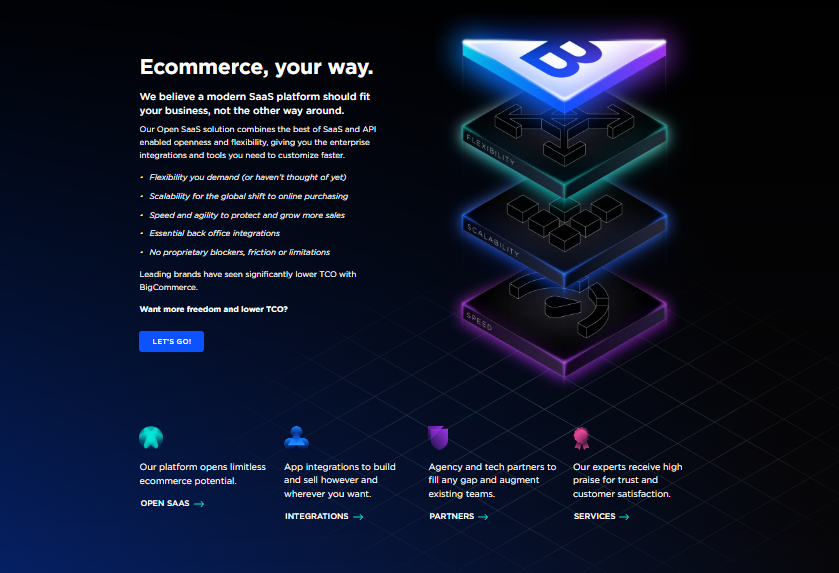 Ecommerce, your way.
We believe a modern SaaS platform should fit
your business, not the other way around.
Our Open SaaS solution combines the best of SaaS and API
enabled openness and flexibility, giving you the enterprise
integrations and tools you need to customize faster.
• Flexibility you demand (or haven't thought of yet)
• Scalability for the global shift to online purchasing
• Speed and agility to protect and grow more sales
• Essential back office integrations
• No proprietary blockers, friction or limitations
Leading brands have seen significantly lower TCO with
BigCommerce.
Want more freedom and lower TCO?
LET'S GO!
B
FLEXIBILITY
SCALABILITY
SPEED
Our platform opens limitless
ecommerce potential.
OPEN SAAS →
App integrations to build
and sell however and
wherever you want.
INTEGRATIONS →
Agency and tech partners to
fill any gap and augment
existing teams.
PARTNERS →
Our experts receive high
praise for trust and
customer satisfaction.
SERVICES →